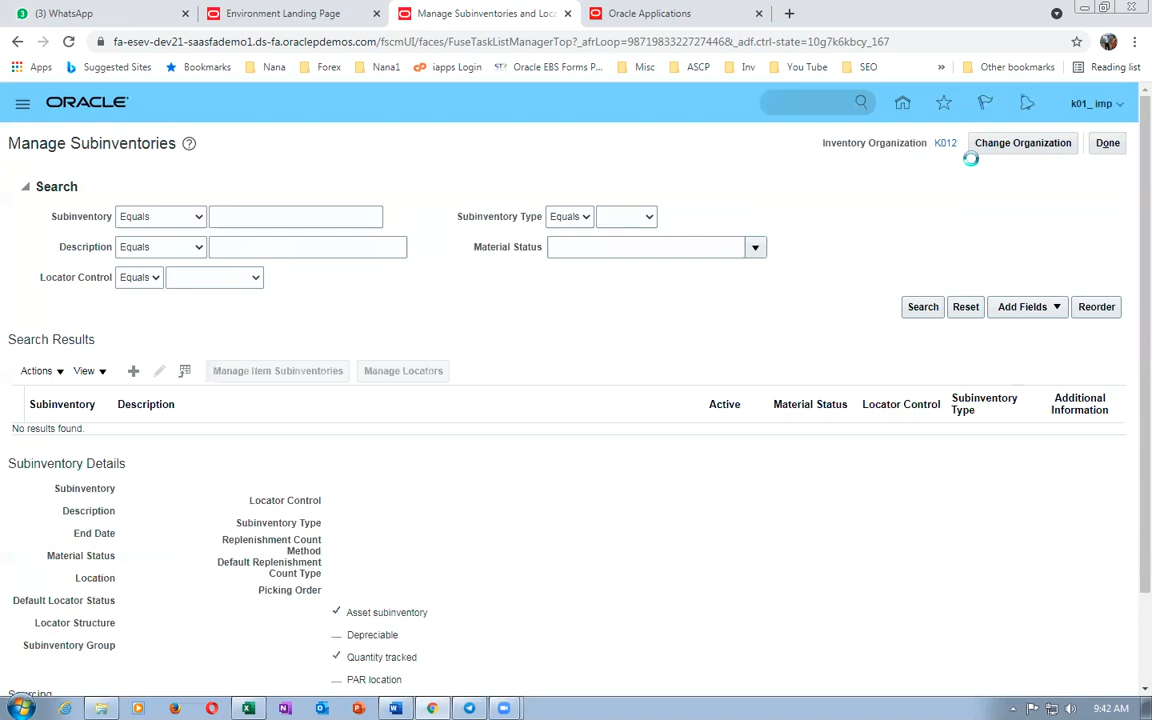 3 (3) WhatsApp
Environment Landing Page
Manage Subinventories and Loca
Oracle Applications
fa-esev-dev21-saasfademo1.ds-fa.oraclepdemos.com/fscmUI/faces/FuseTaskListManagerTop?_afrLoop=9871983322727446&_adf.ctrl-state=10g7k6kbcy_167
Apps Suggested Sites Bookmarks Nana Forex Nana1 iapps Login Oracle EBS Forms P... Misc ASCP Inv You Tube SEO » Other bookmarks Reading list
ORACLE
k01_ imp
Manage Subinventories
Inventory Organization K012 Change Organization Done
Search
Subinventory Equals Subinventory Type Equals
Description Equals Material Status
Locator Control Equals
Search Reset Add Fields Reorder
Search Results
Actions View Manage Item Subinventories Manage Locators
Subinventory Description Active Material Status Locator Control Subinventory Type Additional Information
No results found.
Subinventory Details
Subinventory
Description
End Date
Material Status
Location
Default Locator Status
Locator Structure
Subinventory Group
Locator Control
Subinventory Type
Replenishment Count Method
Default Replenishment Count Type
Picking Order
Asset subinventory
Depreciable
Quantity tracked
PAR location
Sourcing
9:42 AM